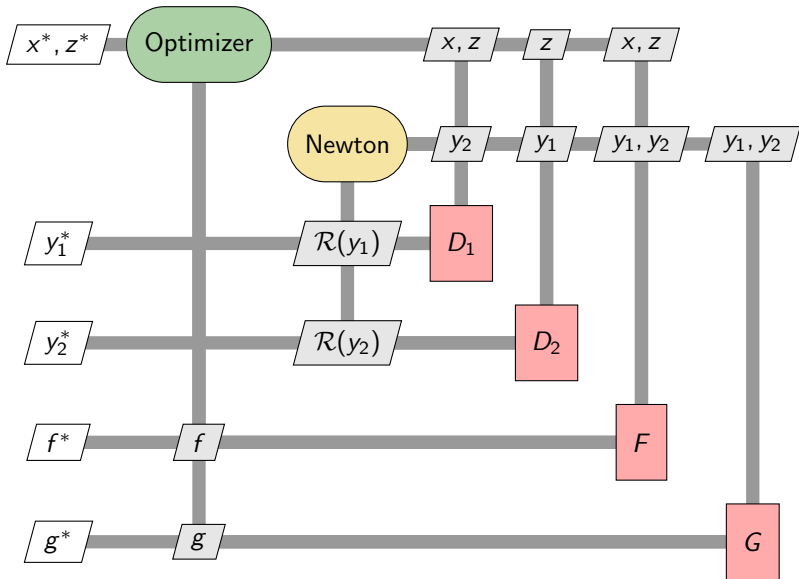 x*, z* Optimizer x, z z x, z
Newton y₂ y₁ y₁, y₂ y₁, y₂
y₁* ℛ(y₁) D₁
y₂* ℛ(y₂) D₂
f* f F
g* g G